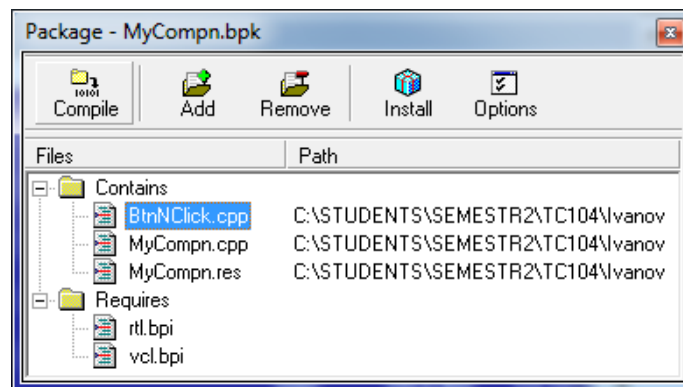 Package - MyCompn.bpk
Compile Add Remove Install Options
Files Path
Contains
BtnNClick.cpp C:\STUDENTS\SEMESTR2\TC104\Ivanov
MyCompn.cpp C:\STUDENTS\SEMESTR2\TC104\Ivanov
MyCompn.res C:\STUDENTS\SEMESTR2\TC104\Ivanov
Requires
rtl.bpi
vcl.bpi